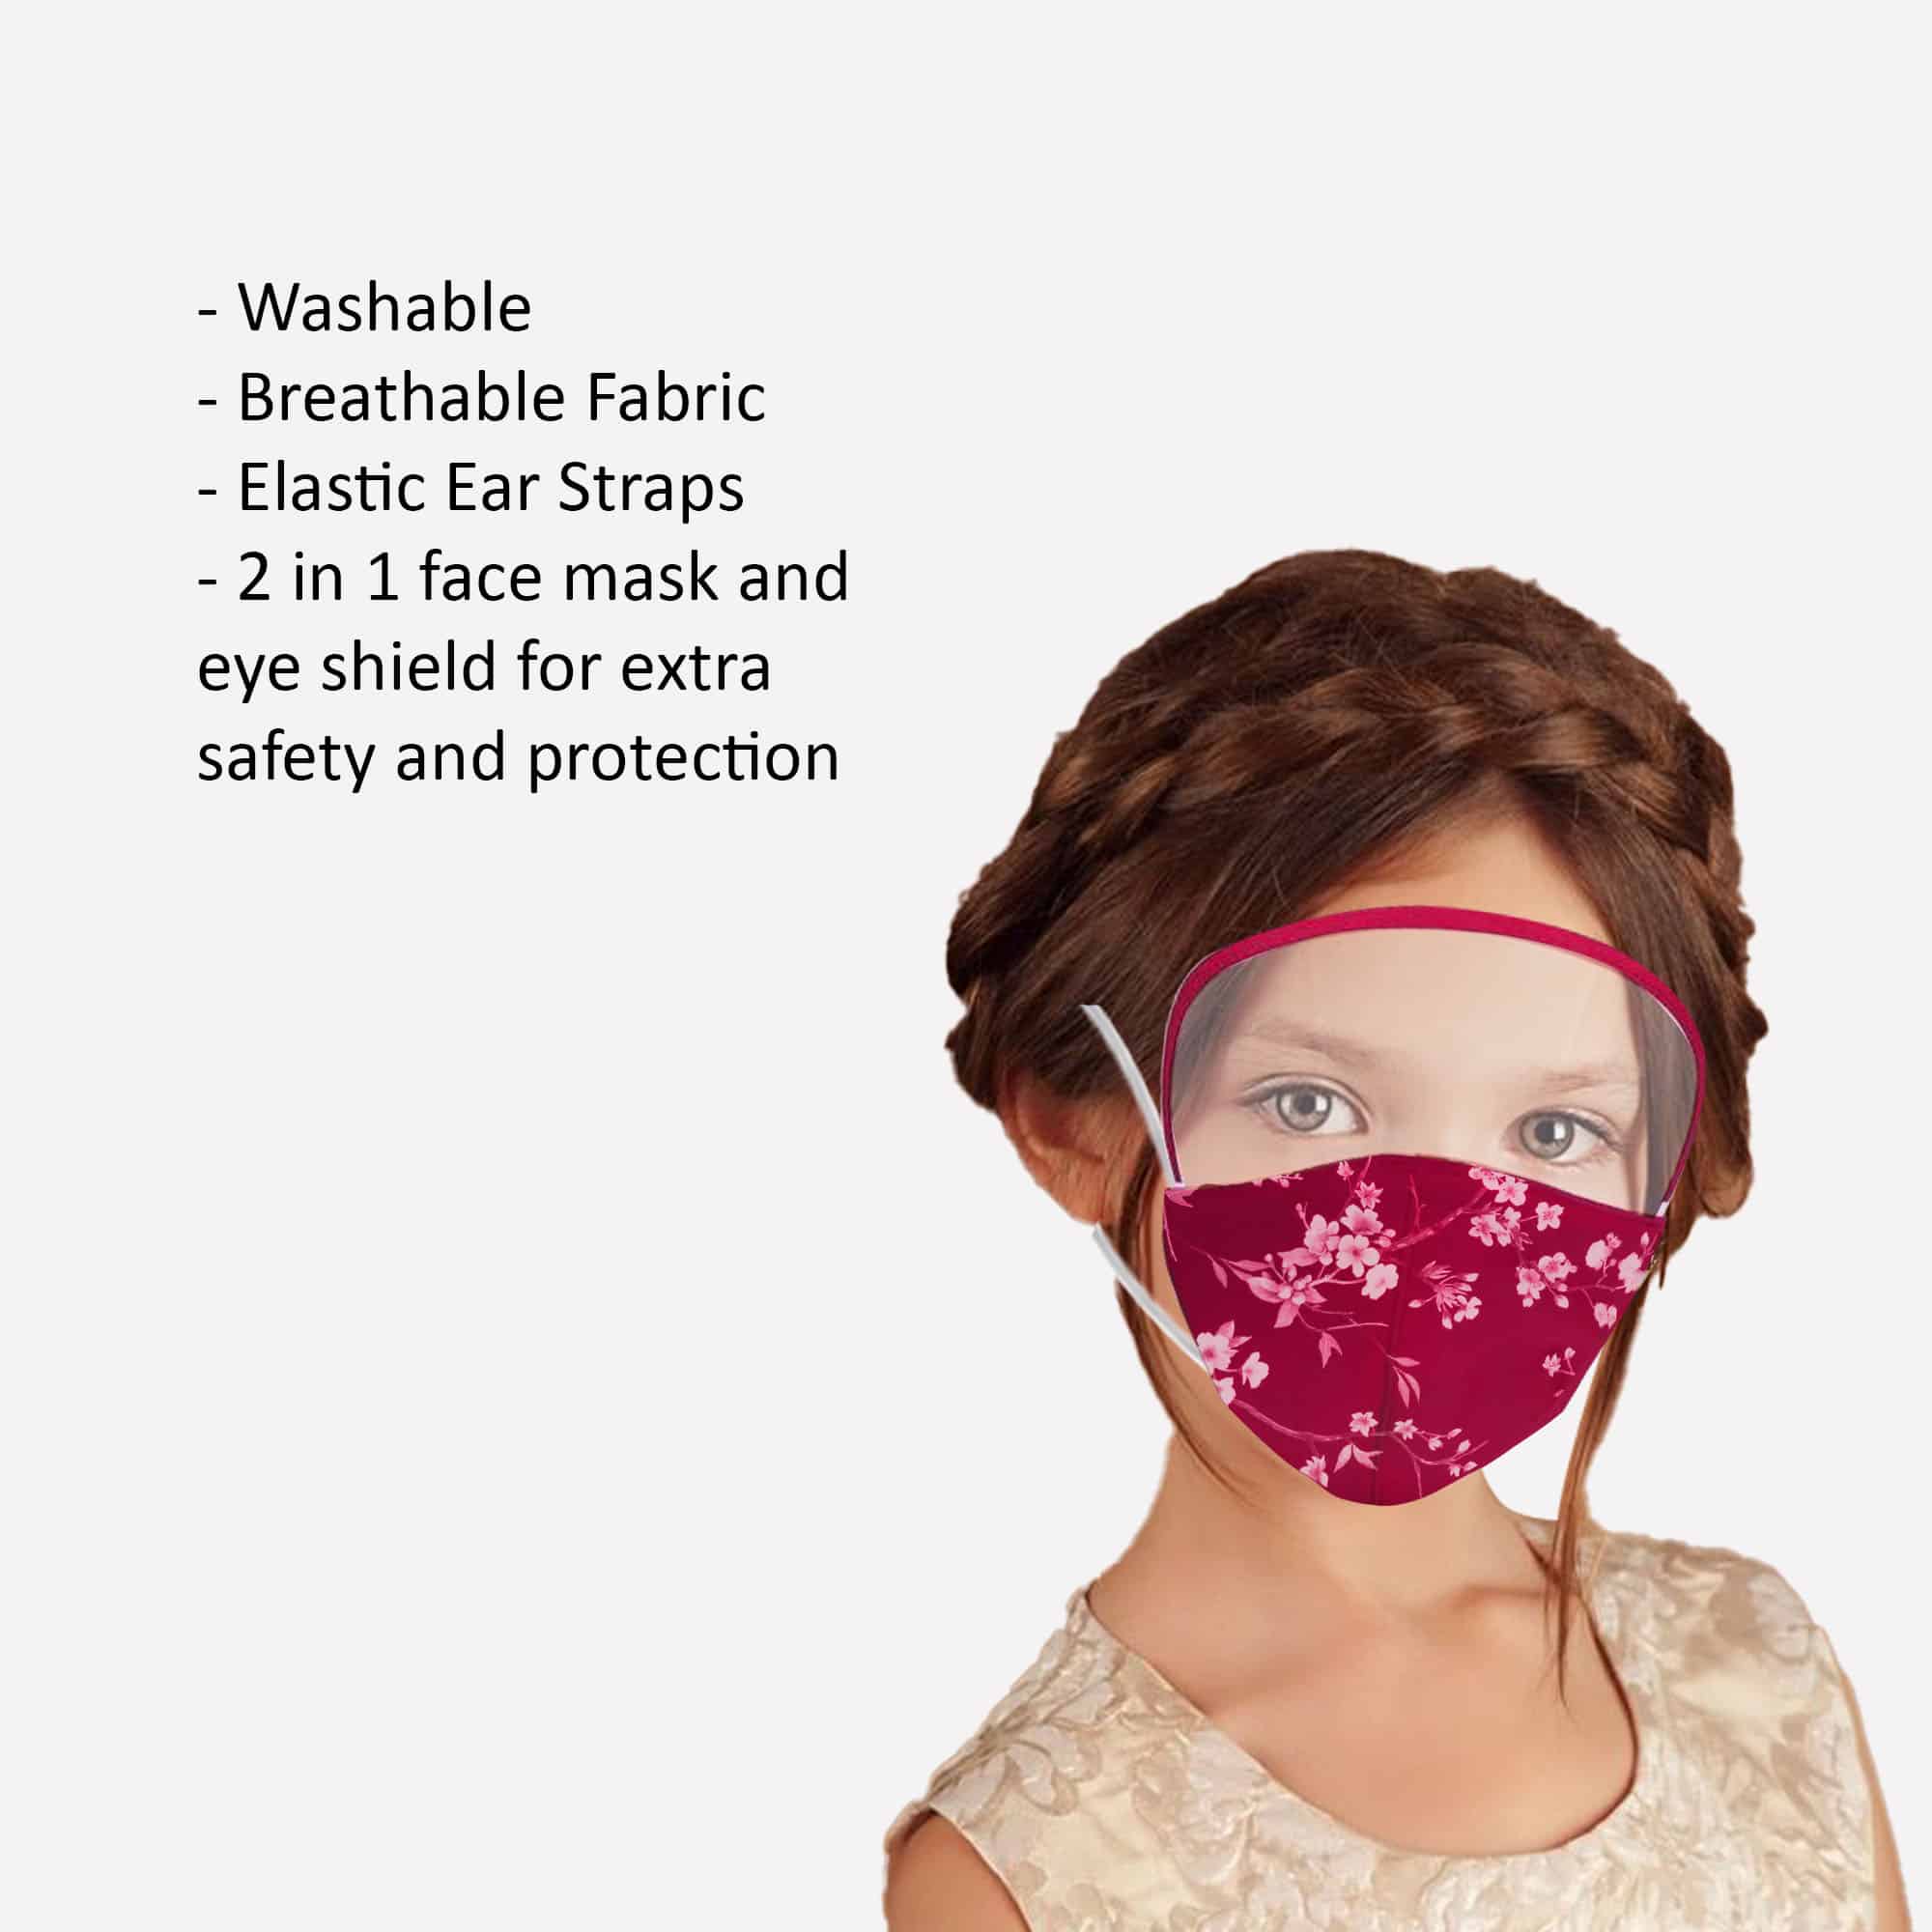 - Washable
- Breathable Fabric
- Elastic Ear Straps
- 2 in 1 face mask and
eye shield for extra
safety and protection